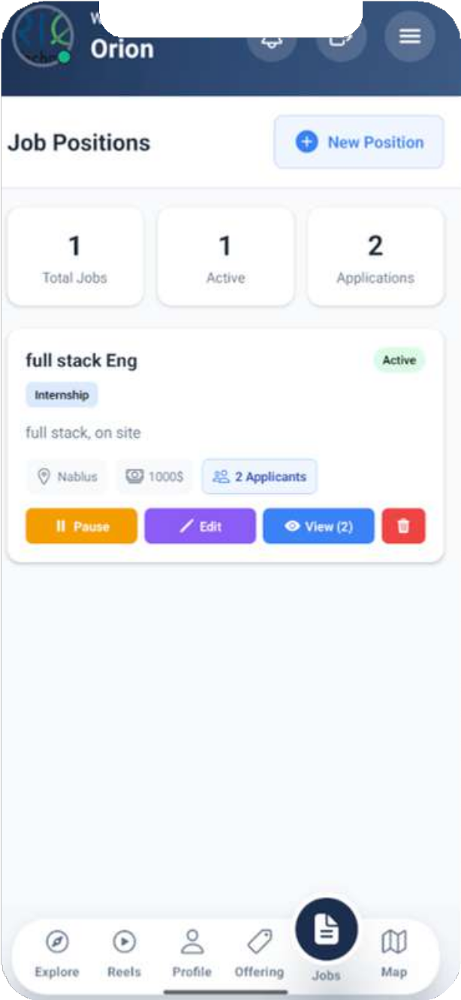 Orion
Job Positions
New Position
1
Total Jobs
1
Active
2
Applications
full stack Eng
Active
Internship
full stack, on site
Nablus
1000$
2 Applicants
Pause
Edit
View (2)
Explore
Reels
Profile
Offering
Jobs
Map